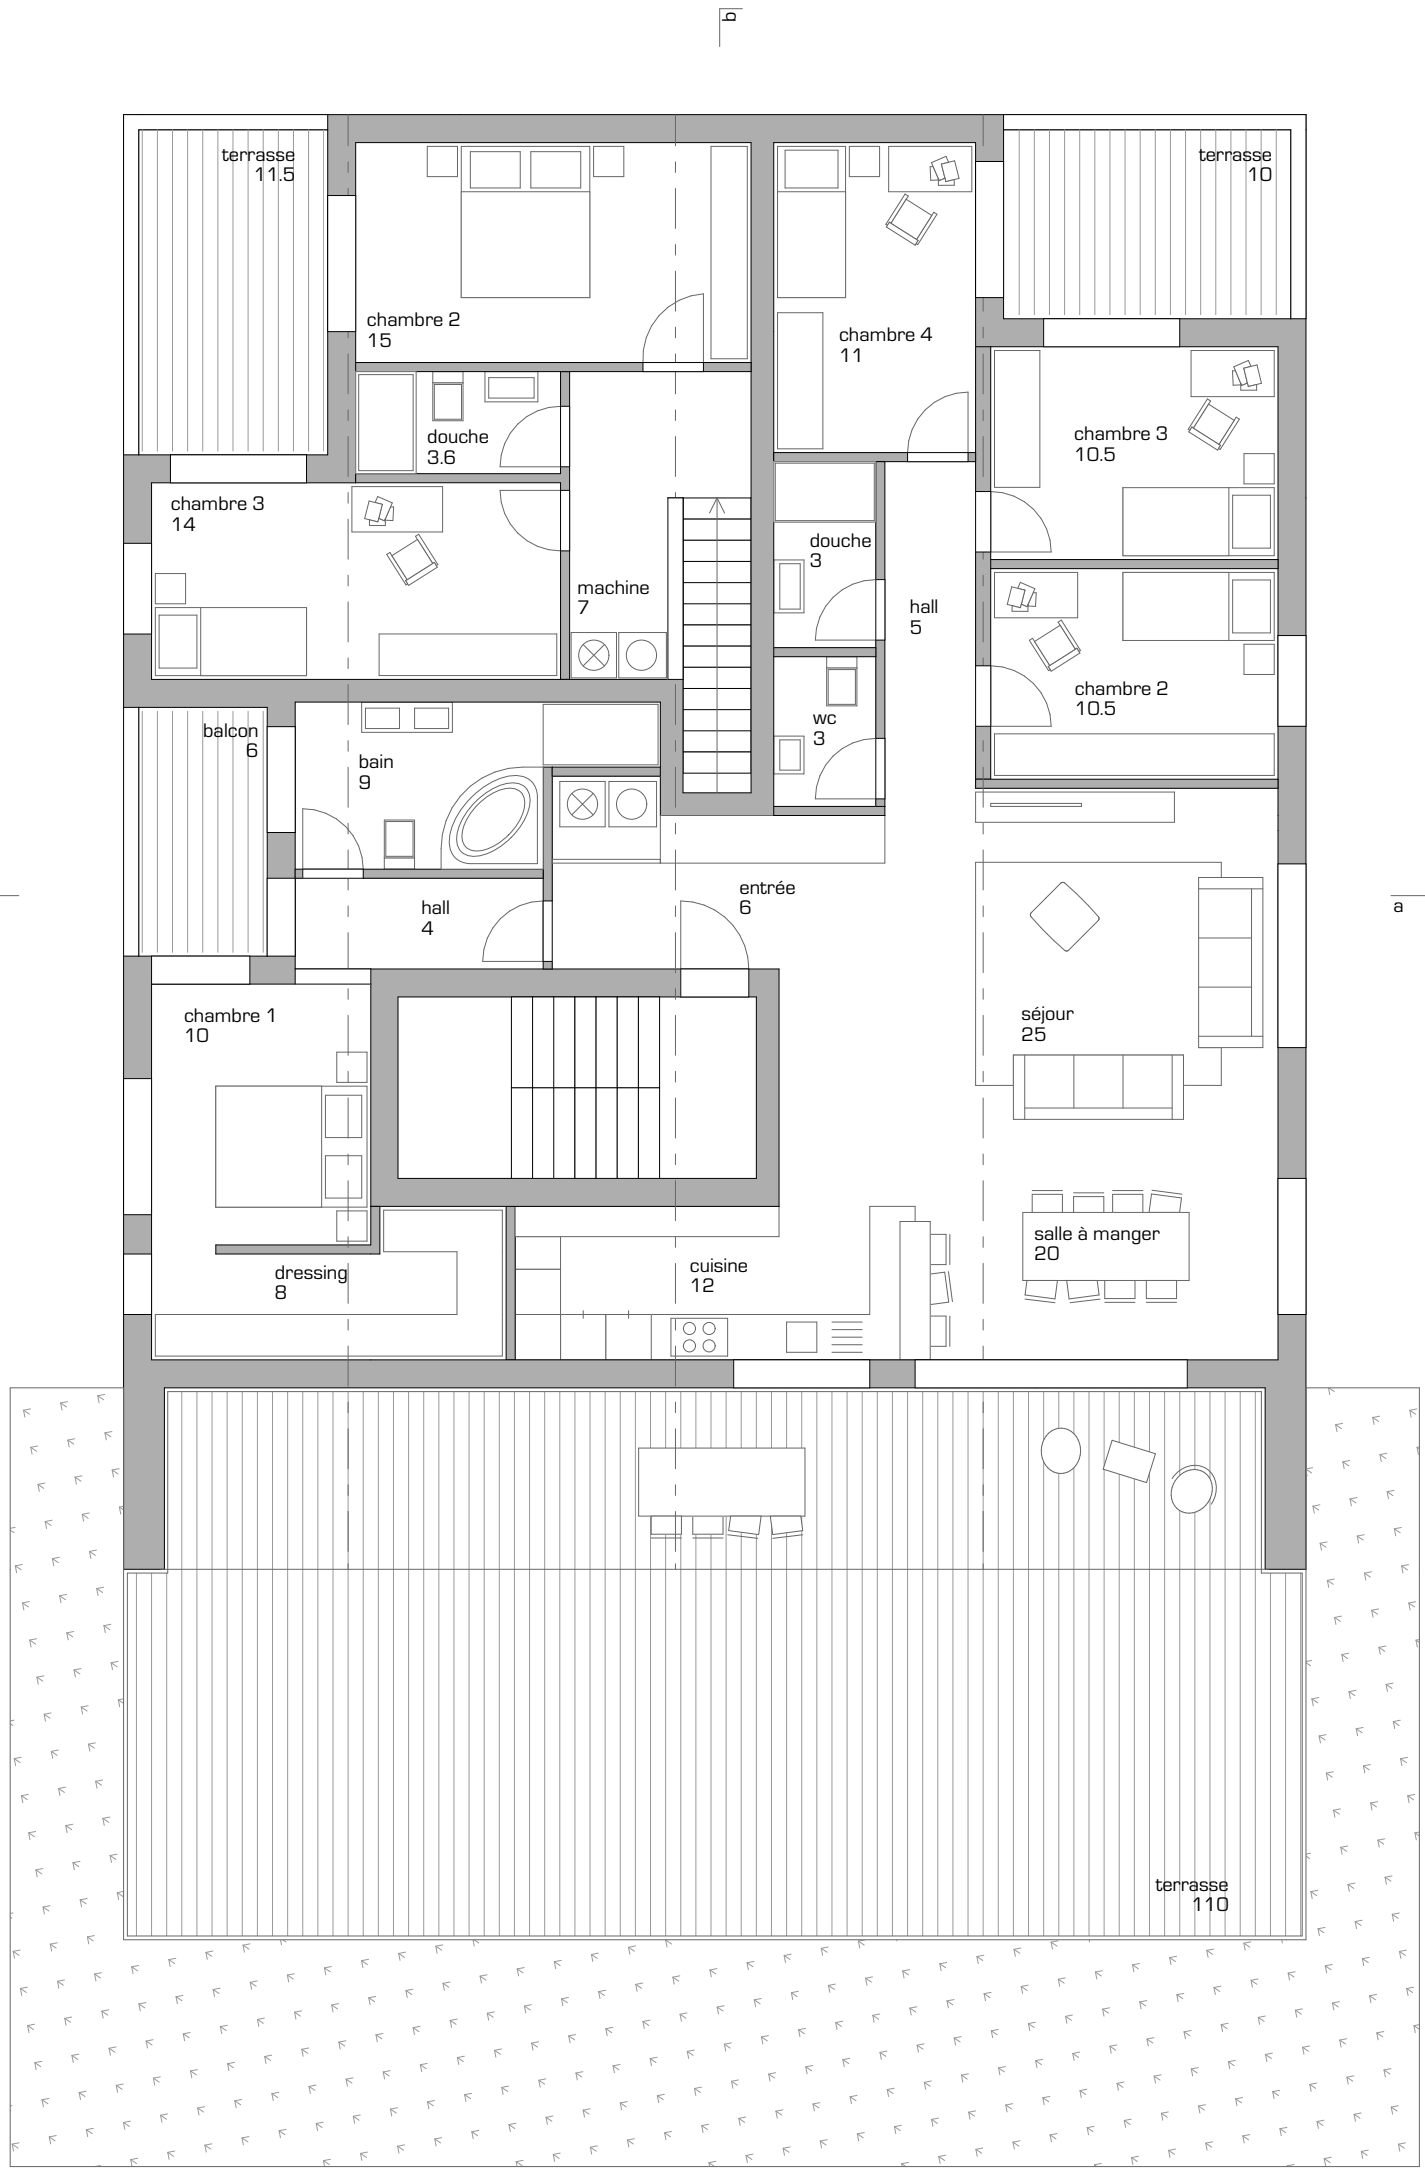 b
terrasse
11.5
terrasse
10
chambre 2
15
chambre 4
11
douche
3.6
chambre 3
10.5
chambre 3
14
douche
3
machine
7
hall
5
chambre 2
10.5
wc
3
balcon
6
bain
9
entrée
6
hall
4
a
chambre 1
10
séjour
25
salle à manger
20
cuisine
12
dressing
8
terrasse
110